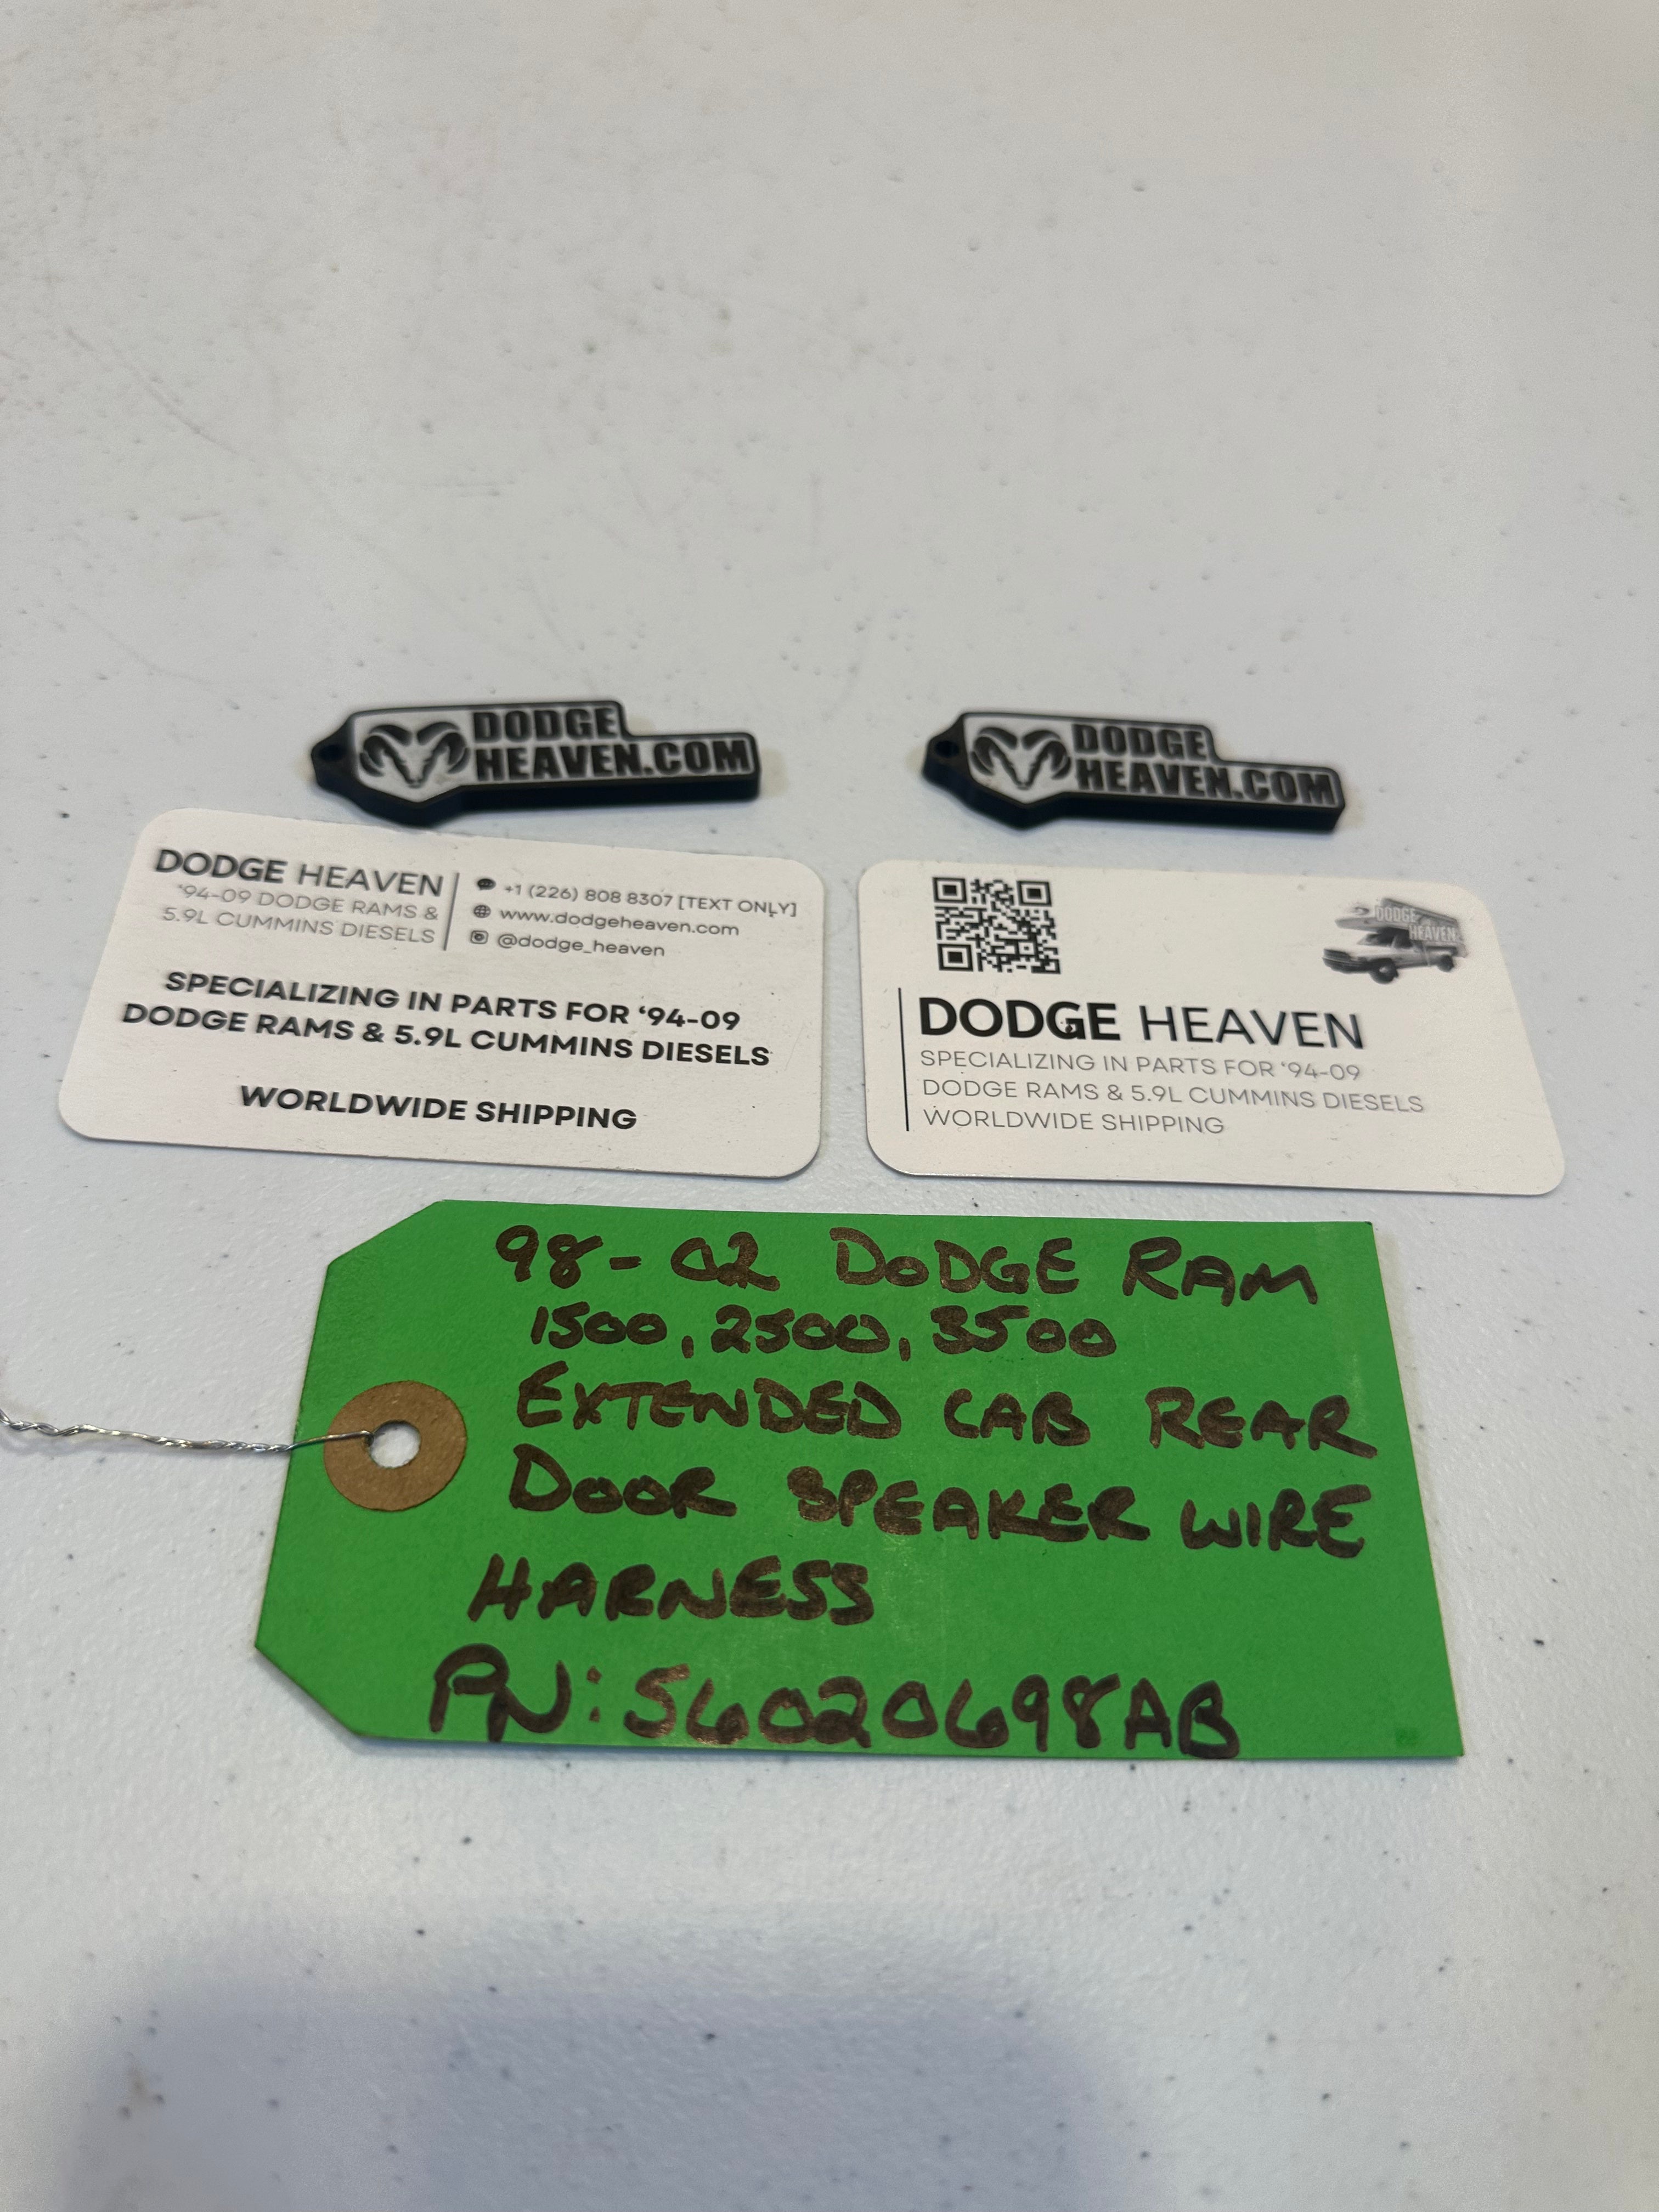 DODGE
HEAVEN.COM
DODGE
HEAVEN.COM
DODGE HEAVEN
'94-09 DODGE RAMS &
5.9L CUMMINS DIESELS
+1 (226) 808 8307 [TEXT ONLY]
www.dodgeheaven.com
@dodge_heaven
SPECIALIZING IN PARTS FOR '94-09
DODGE RAMS & 5.9L CUMMINS DIESELS
WORLDWIDE SHIPPING
DODGE
HEAVEN
DODGE HEAVEN
SPECIALIZING IN PARTS FOR '94-09
DODGE RAMS & 5.9L CUMMINS DIESELS
WORLDWIDE SHIPPING
98-02 DODGE RAM
1500, 2500, 3500
EXTENDED CAB REAR
DOOR SPEAKER WIRE
HARNESS
PN: 56020698AB